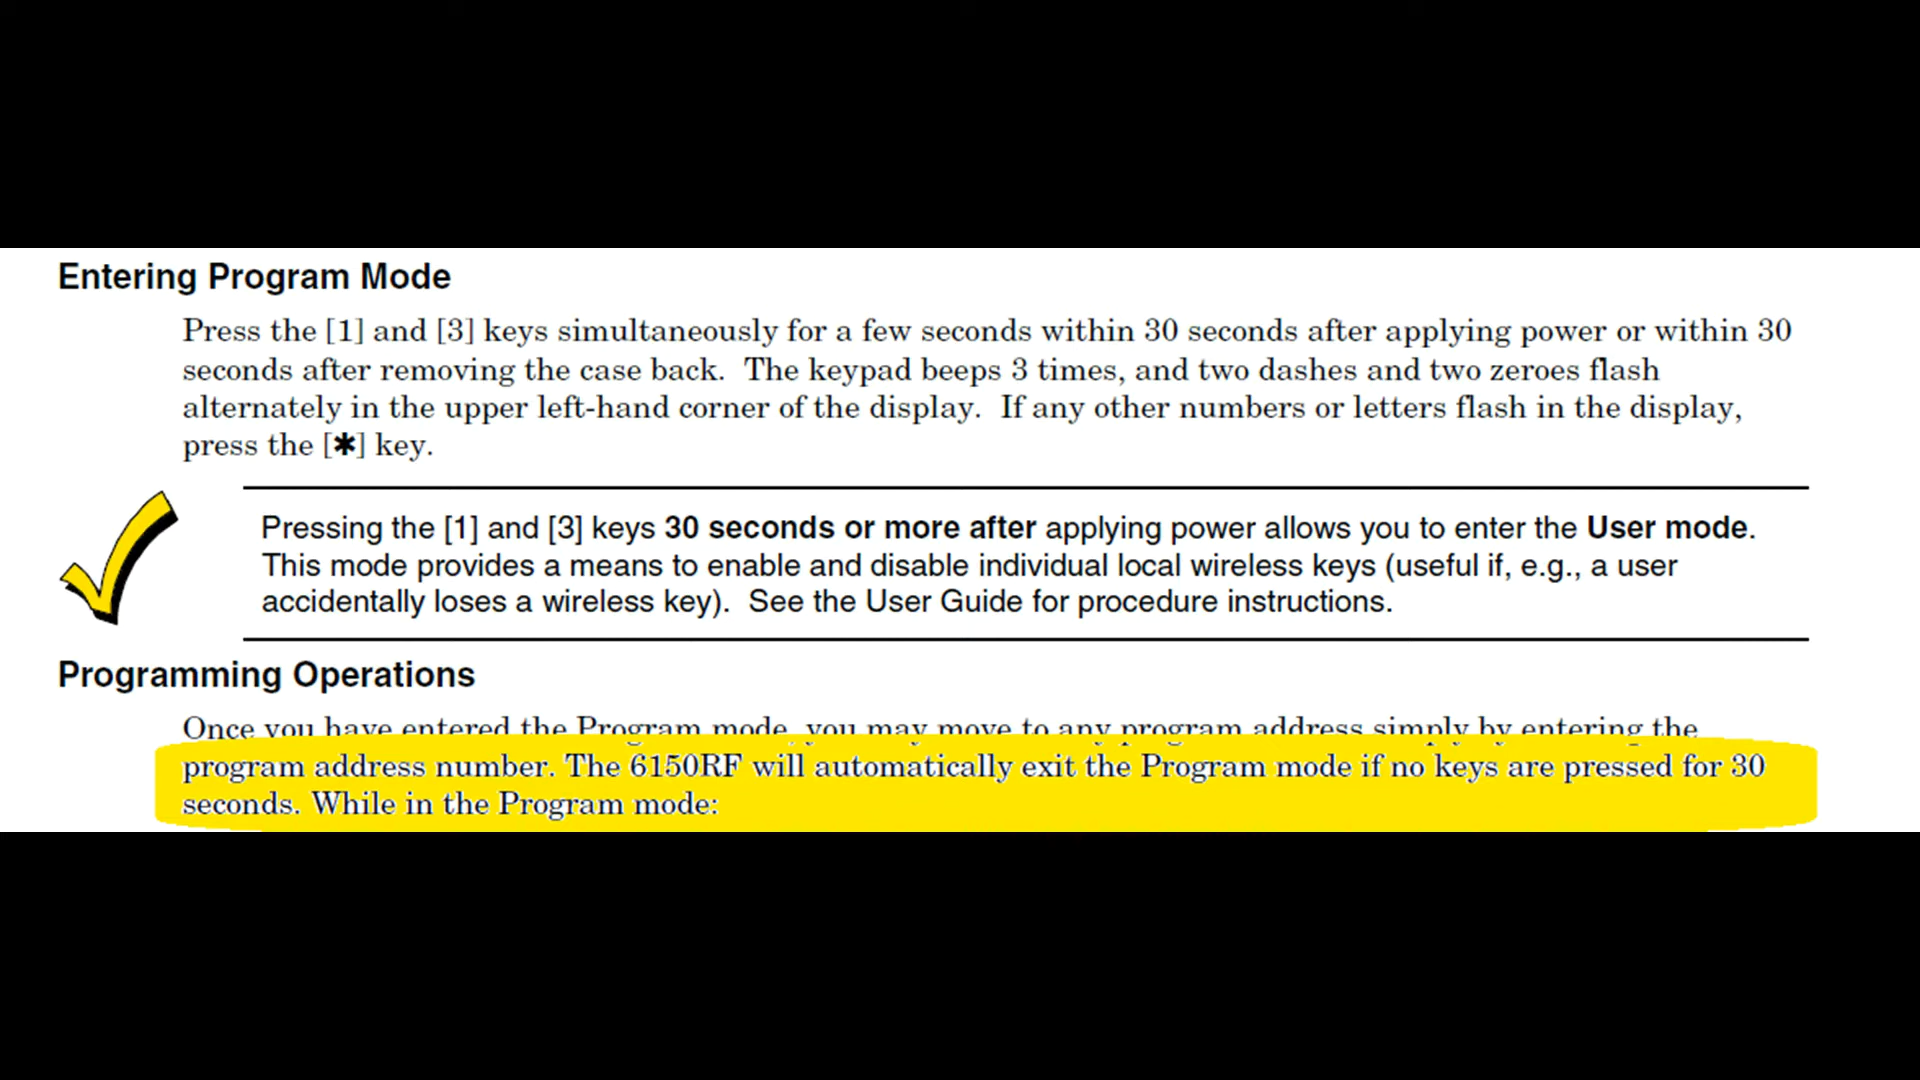 Entering Program Mode
Press the [1] and [3] keys simultaneously for a few seconds within 30 seconds after applying power or within 30
seconds after removing the case back.  The keypad beeps 3 times, and two dashes and two zeroes flash
alternately in the upper left-hand corner of the display.  If any other numbers or letters flash in the display,
press the [✱] key.
Pressing the [1] and [3] keys 30 seconds or more after applying power allows you to enter the User mode.
This mode provides a means to enable and disable individual local wireless keys (useful if, e.g., a user
accidentally loses a wireless key).  See the User Guide for procedure instructions.
Programming Operations
Once you have entered the Program mode, you may move to any program address simply by entering the
program address number. The 6150RF will automatically exit the Program mode if no keys are pressed for 30
seconds. While in the Program mode: